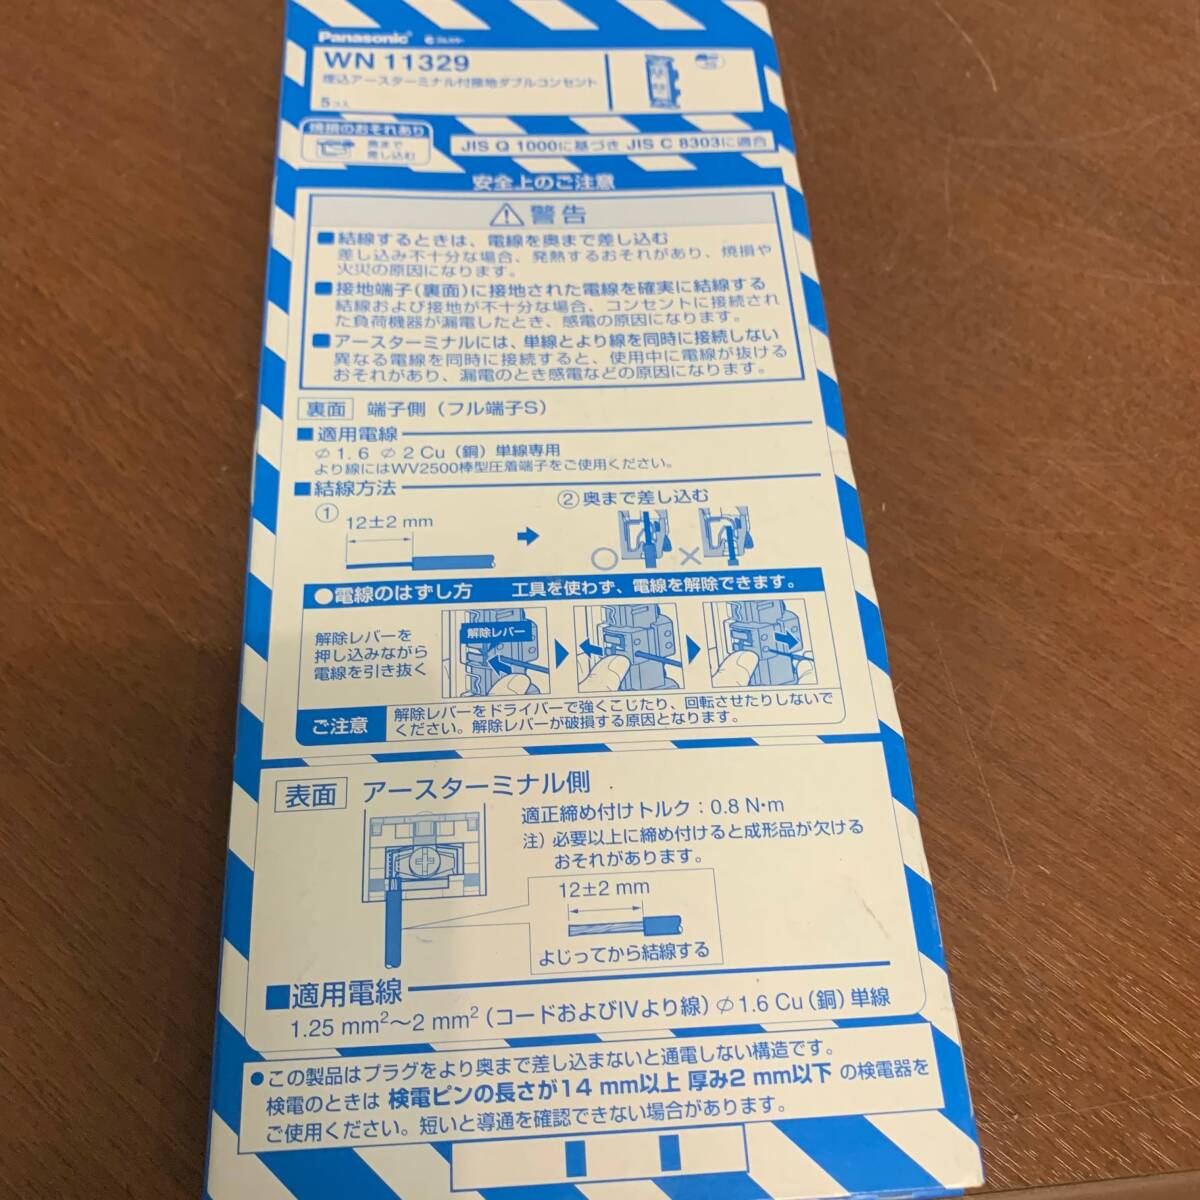 Panasonic フルカラー
WN 11329
埋込アースターミナル付接地ダブルコンセント
5コ入
焼損のおそれあり
奥まで
差し込む
JIS Q 1000に基づき JIS C 8303に適合
安全上のご注意
警告
■結線するときは、電線を奥まで差し込む
差し込み不十分な場合、発熱するおそれがあり、焼損や
火災の原因になります。
■接地端子(裏面)に接地された電線を確実に結線する
結線および接地が不十分な場合、コンセントに接続され
た負荷機器が漏電したとき、感電の原因になります。
■アースターミナルには、単線とより線を同時に接続しない
異なる電線を同時に接続すると、使用中に電線が抜ける
おそれがあり、漏電のとき感電などの原因になります。
裏面 端子側(フル端子S)
■適用電線
φ1.6 φ2 Cu(銅)単線専用
より線にはWV2500棒型圧着端子をご使用ください。
■結線方法
① 12±2 mm
②奥まで差し込む
○ ×
●電線のはずし方 工具を使わず、電線を解除できます。
解除レバーを
押し込みながら
電線を引き抜く
解除レバー
ご注意
解除レバーをドライバーで強くこじたり、回転させたりしないで
ください。解除レバーが破損する原因となります。
表面 アースターミナル側
適正締め付けトルク:0.8 N・m
注)必要以上に締め付けると成形品が欠ける
おそれがあります。
12±2 mm
よじってから結線する
■適用電線
1.25 mm²～2 mm²(コードおよびIVより線)φ1.6 Cu(銅)単線
●この製品はプラグをより奥まで差し込まないと通電しない構造です。
検電のときは 検電ピンの長さが14 mm以上 厚み2 mm以下 の検電器を
ご使用ください。短いと導通を確認できない場合があります。